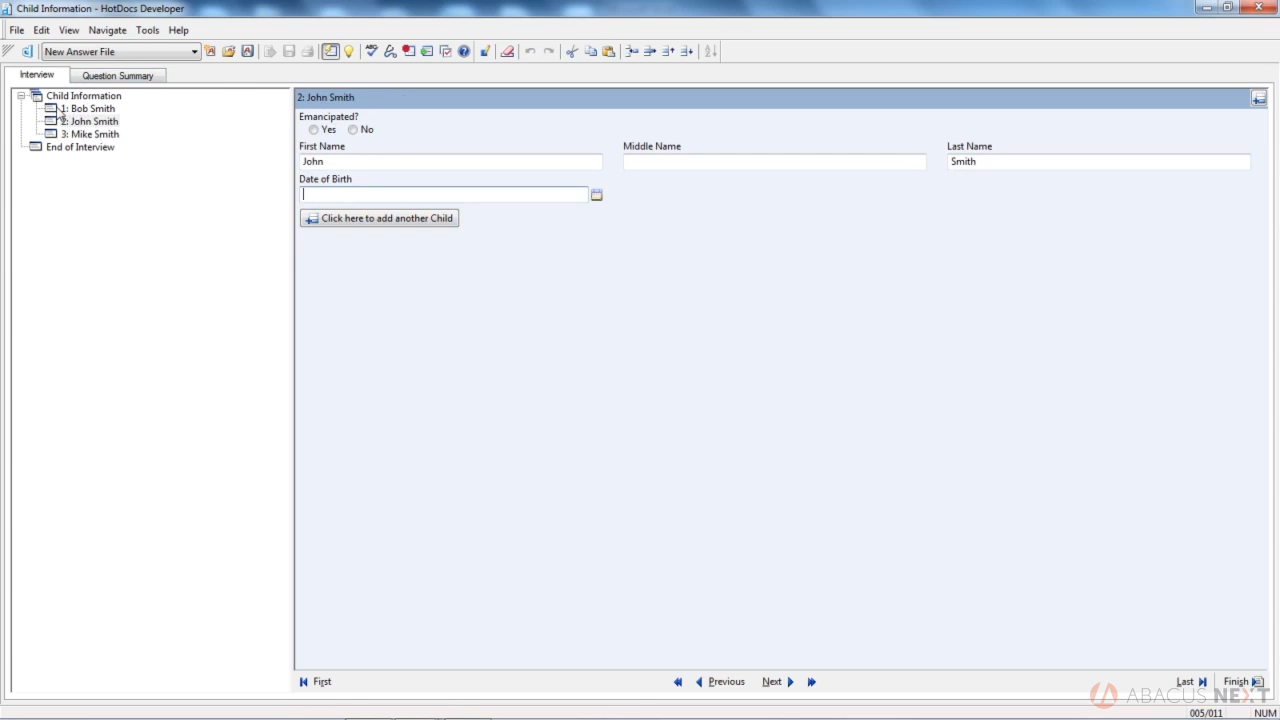 Child Information - HotDocs Developer
File Edit View Navigate Tools Help
New Answer File
Interview Question Summary
Child Information
1: Bob Smith
2: John Smith
3: Mike Smith
End of Interview
2: John Smith
Emancipated?
Yes No
First Name Middle Name Last Name
John Smith
Date of Birth
Click here to add another Child
First Previous Next Last Finish
ABACUS NEXT
005/011 NUM